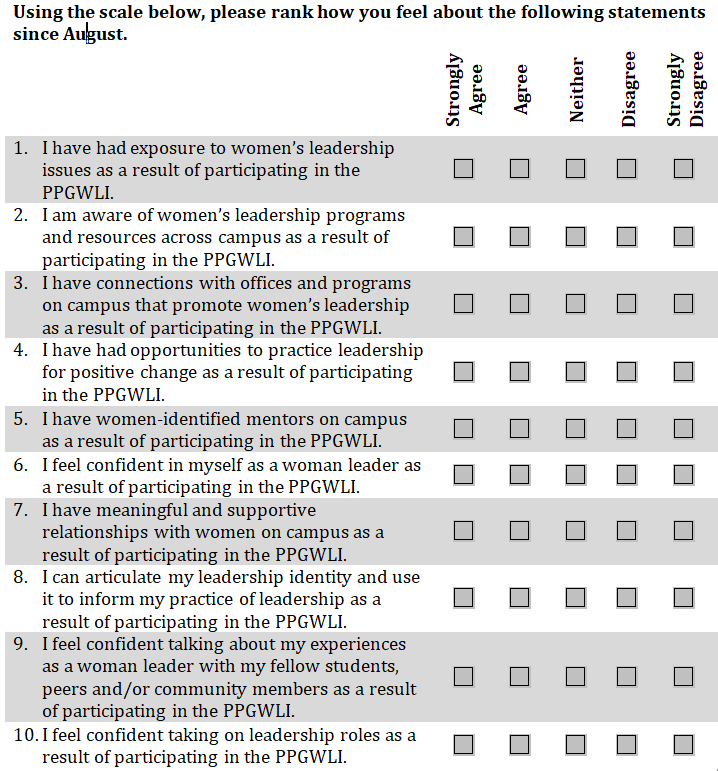 Using the scale below, please rank how you feel about the following statements
since August.
Strongly
Agree
Agree
Neither
Disagree
Strongly
Disagree
1. I have had exposure to women’s leadership
issues as a result of participating in the
PPGWLI.
2. I am aware of women’s leadership programs
and resources across campus as a result of
participating in the PPGWLI.
3. I have connections with offices and programs
on campus that promote women’s leadership
as a result of participating in the PPGWLI.
4. I have had opportunities to practice leadership
for positive change as a result of participating
in the PPGWLI.
5. I have women-identified mentors on campus
as a result of participating in the PPGWLI.
6. I feel confident in myself as a woman leader as
a result of participating in the PPGWLI.
7. I have meaningful and supportive
relationships with women on campus as a
result of participating in the PPGWLI.
8. I can articulate my leadership identity and use
it to inform my practice of leadership as a
result of participating in the PPGWLI.
9. I feel confident talking about my experiences
as a woman leader with my fellow students,
peers and/or community members as a result
of participating in the PPGWLI.
10. I feel confident taking on leadership roles as a
result of participating in the PPGWLI.